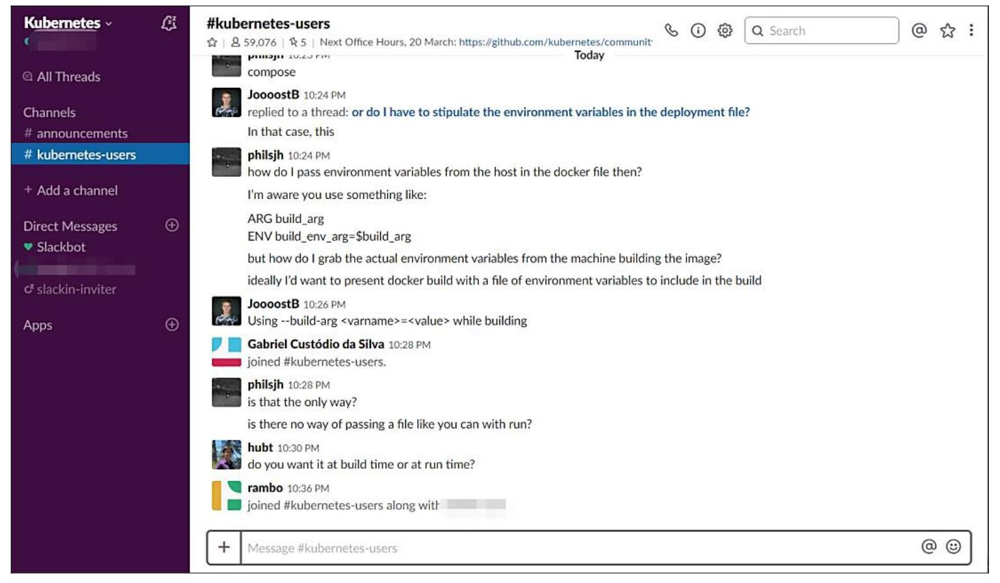 Kubernetes
All Threads
Channels
# announcements
# kubernetes-users
+ Add a channel
Direct Messages
Slackbot
slackin-inviter
Apps
#kubernetes-users
59,076 | 5 | Next Office Hours, 20 March: https://github.com/kubernetes/communit
Search
Today
philsjh 10:23 PM
compose
JoooostB 10:24 PM
replied to a thread: or do I have to stipulate the environment variables in the deployment file?
In that case, this
philsjh 10:24 PM
how do I pass environment variables from the host in the docker file then?
I'm aware you use something like:
ARG build_arg
ENV build_env_arg=$build_arg
but how do I grab the actual environment variables from the machine building the image?
ideally I'd want to present docker build with a file of environment variables to include in the build
JoooostB 10:26 PM
Using --build-arg <varname>=<value> while building
Gabriel Custódio da Silva 10:28 PM
joined #kubernetes-users.
philsjh 10:28 PM
is that the only way?
is there no way of passing a file like you can with run?
hubt 10:30 PM
do you want it at build time or at run time?
rambo 10:36 PM
joined #kubernetes-users along with
+ Message #kubernetes-users